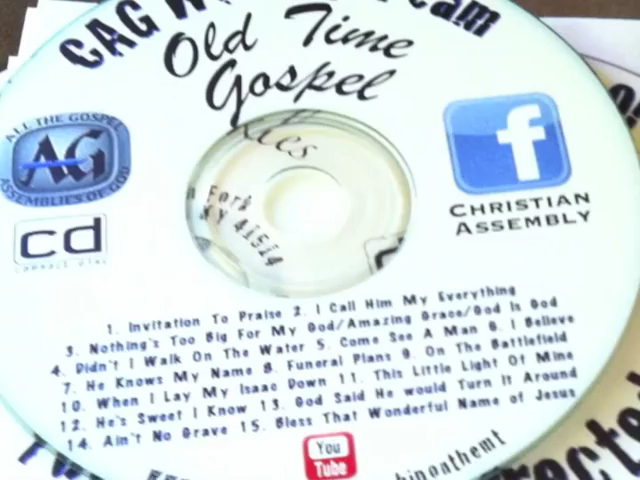 CAG
Old Time
Gospel
ALL THE GOSPEL
AG
ASSEMBLIES OF GOD
cd
f
CHRISTIAN
ASSEMBLY
Fork
KY 41514
1. Invitation To Praise 2. I Call Him My Everything
3. Nothing's Too Big For My God/Amazing Grace/God Is God
4. Didn't I Walk On The Water 5. Come See A Man 6. I Believe
7. He Knows My Name 8. Funeral Plans 9. On The Battlefield
10. When I Lay My Isaac Down 11. This Little Light Of Mine
12. He's Sweet I Know 13. God Said He would Turn It Around
14. Ain't No Grave 15. Bless That Wonderful Name of Jesus
You
Tube